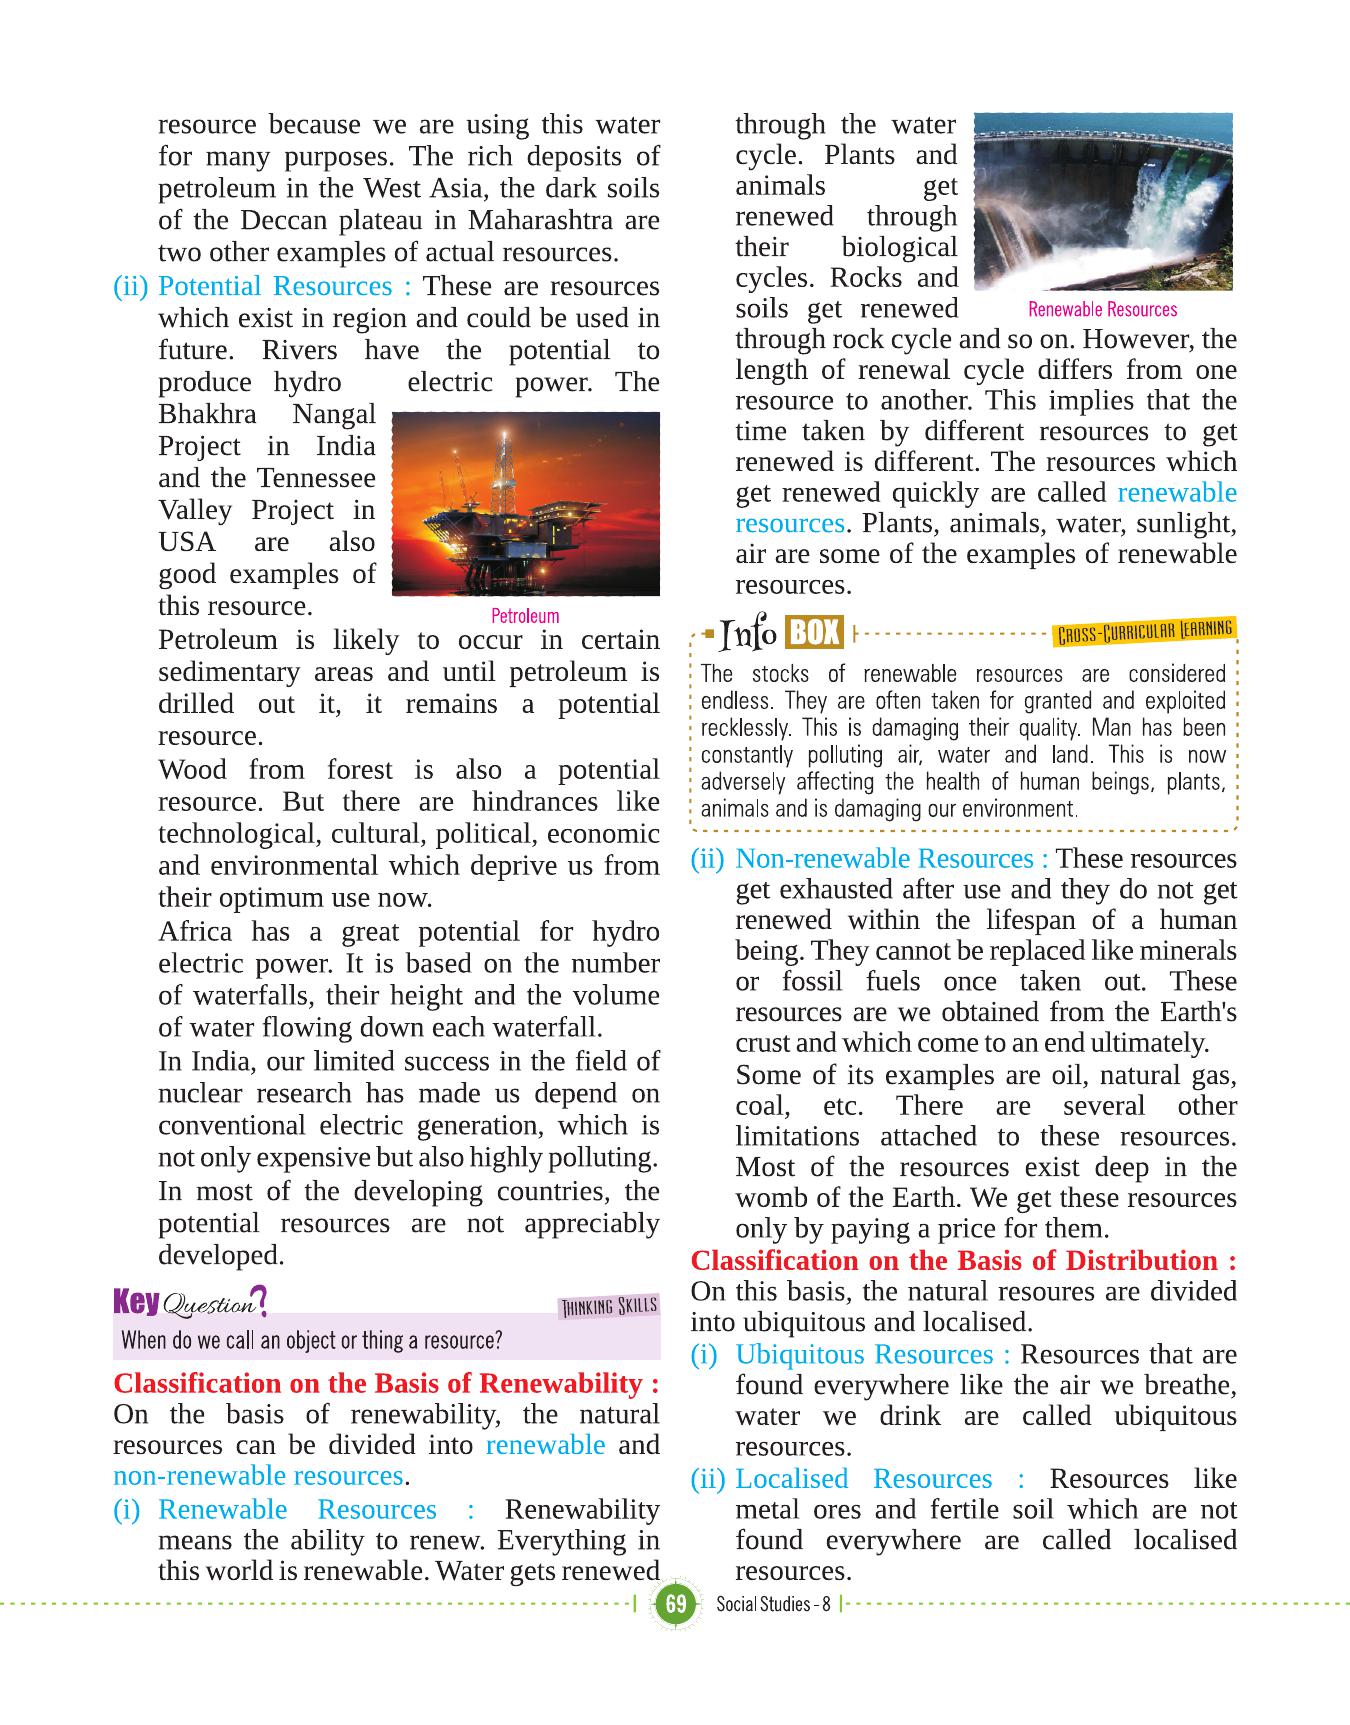 resource because we are using this water
for many purposes. The rich deposits of
petroleum in the West Asia, the dark soils
of the Deccan plateau in Maharashtra are
two other examples of actual resources.
(ii) Potential Resources : These are resources
which exist in region and could be used in
future. Rivers have the potential to
produce hydro electric power. The
Bhakhra Nangal
Project in India
and the Tennessee
Valley Project in
USA are also
good examples of
this resource.
Petroleum
Petroleum is likely to occur in certain
sedimentary areas and until petroleum is
drilled out it, it remains a potential
resource.
Wood from forest is also a potential
resource. But there are hindrances like
technological, cultural, political, economic
and environmental which deprive us from
their optimum use now.
Africa has a great potential for hydro
electric power. It is based on the number
of waterfalls, their height and the volume
of water flowing down each waterfall.
In India, our limited success in the field of
nuclear research has made us depend on
conventional electric generation, which is
not only expensive but also highly polluting.
In most of the developing countries, the
potential resources are not appreciably
developed.
Key Question?
THINKING SKILLS
When do we call an object or thing a resource?
Classification on the Basis of Renewability :
On the basis of renewability, the natural
resources can be divided into renewable and
non-renewable resources.
(i) Renewable Resources : Renewability
means the ability to renew. Everything in
this world is renewable. Water gets renewed
through the water
cycle. Plants and
animals get
renewed through
their biological
cycles. Rocks and
soils get renewed
Renewable Resources
through rock cycle and so on. However, the
length of renewal cycle differs from one
resource to another. This implies that the
time taken by different resources to get
renewed is different. The resources which
get renewed quickly are called renewable
resources. Plants, animals, water, sunlight,
air are some of the examples of renewable
resources.
Info BOX
CROSS-CURRICULAR LEARNING
The stocks of renewable resources are considered
endless. They are often taken for granted and exploited
recklessly. This is damaging their quality. Man has been
constantly polluting air, water and land. This is now
adversely affecting the health of human beings, plants,
animals and is damaging our environment.
(ii) Non-renewable Resources : These resources
get exhausted after use and they do not get
renewed within the lifespan of a human
being. They cannot be replaced like minerals
or fossil fuels once taken out. These
resources are we obtained from the Earth's
crust and which come to an end ultimately.
Some of its examples are oil, natural gas,
coal, etc. There are several other
limitations attached to these resources.
Most of the resources exist deep in the
womb of the Earth. We get these resources
only by paying a price for them.
Classification on the Basis of Distribution :
On this basis, the natural resoures are divided
into ubiquitous and localised.
(i) Ubiquitous Resources : Resources that are
found everywhere like the air we breathe,
water we drink are called ubiquitous
resources.
(ii) Localised Resources : Resources like
metal ores and fertile soil which are not
found everywhere are called localised
resources.
69
Social Studies - 8